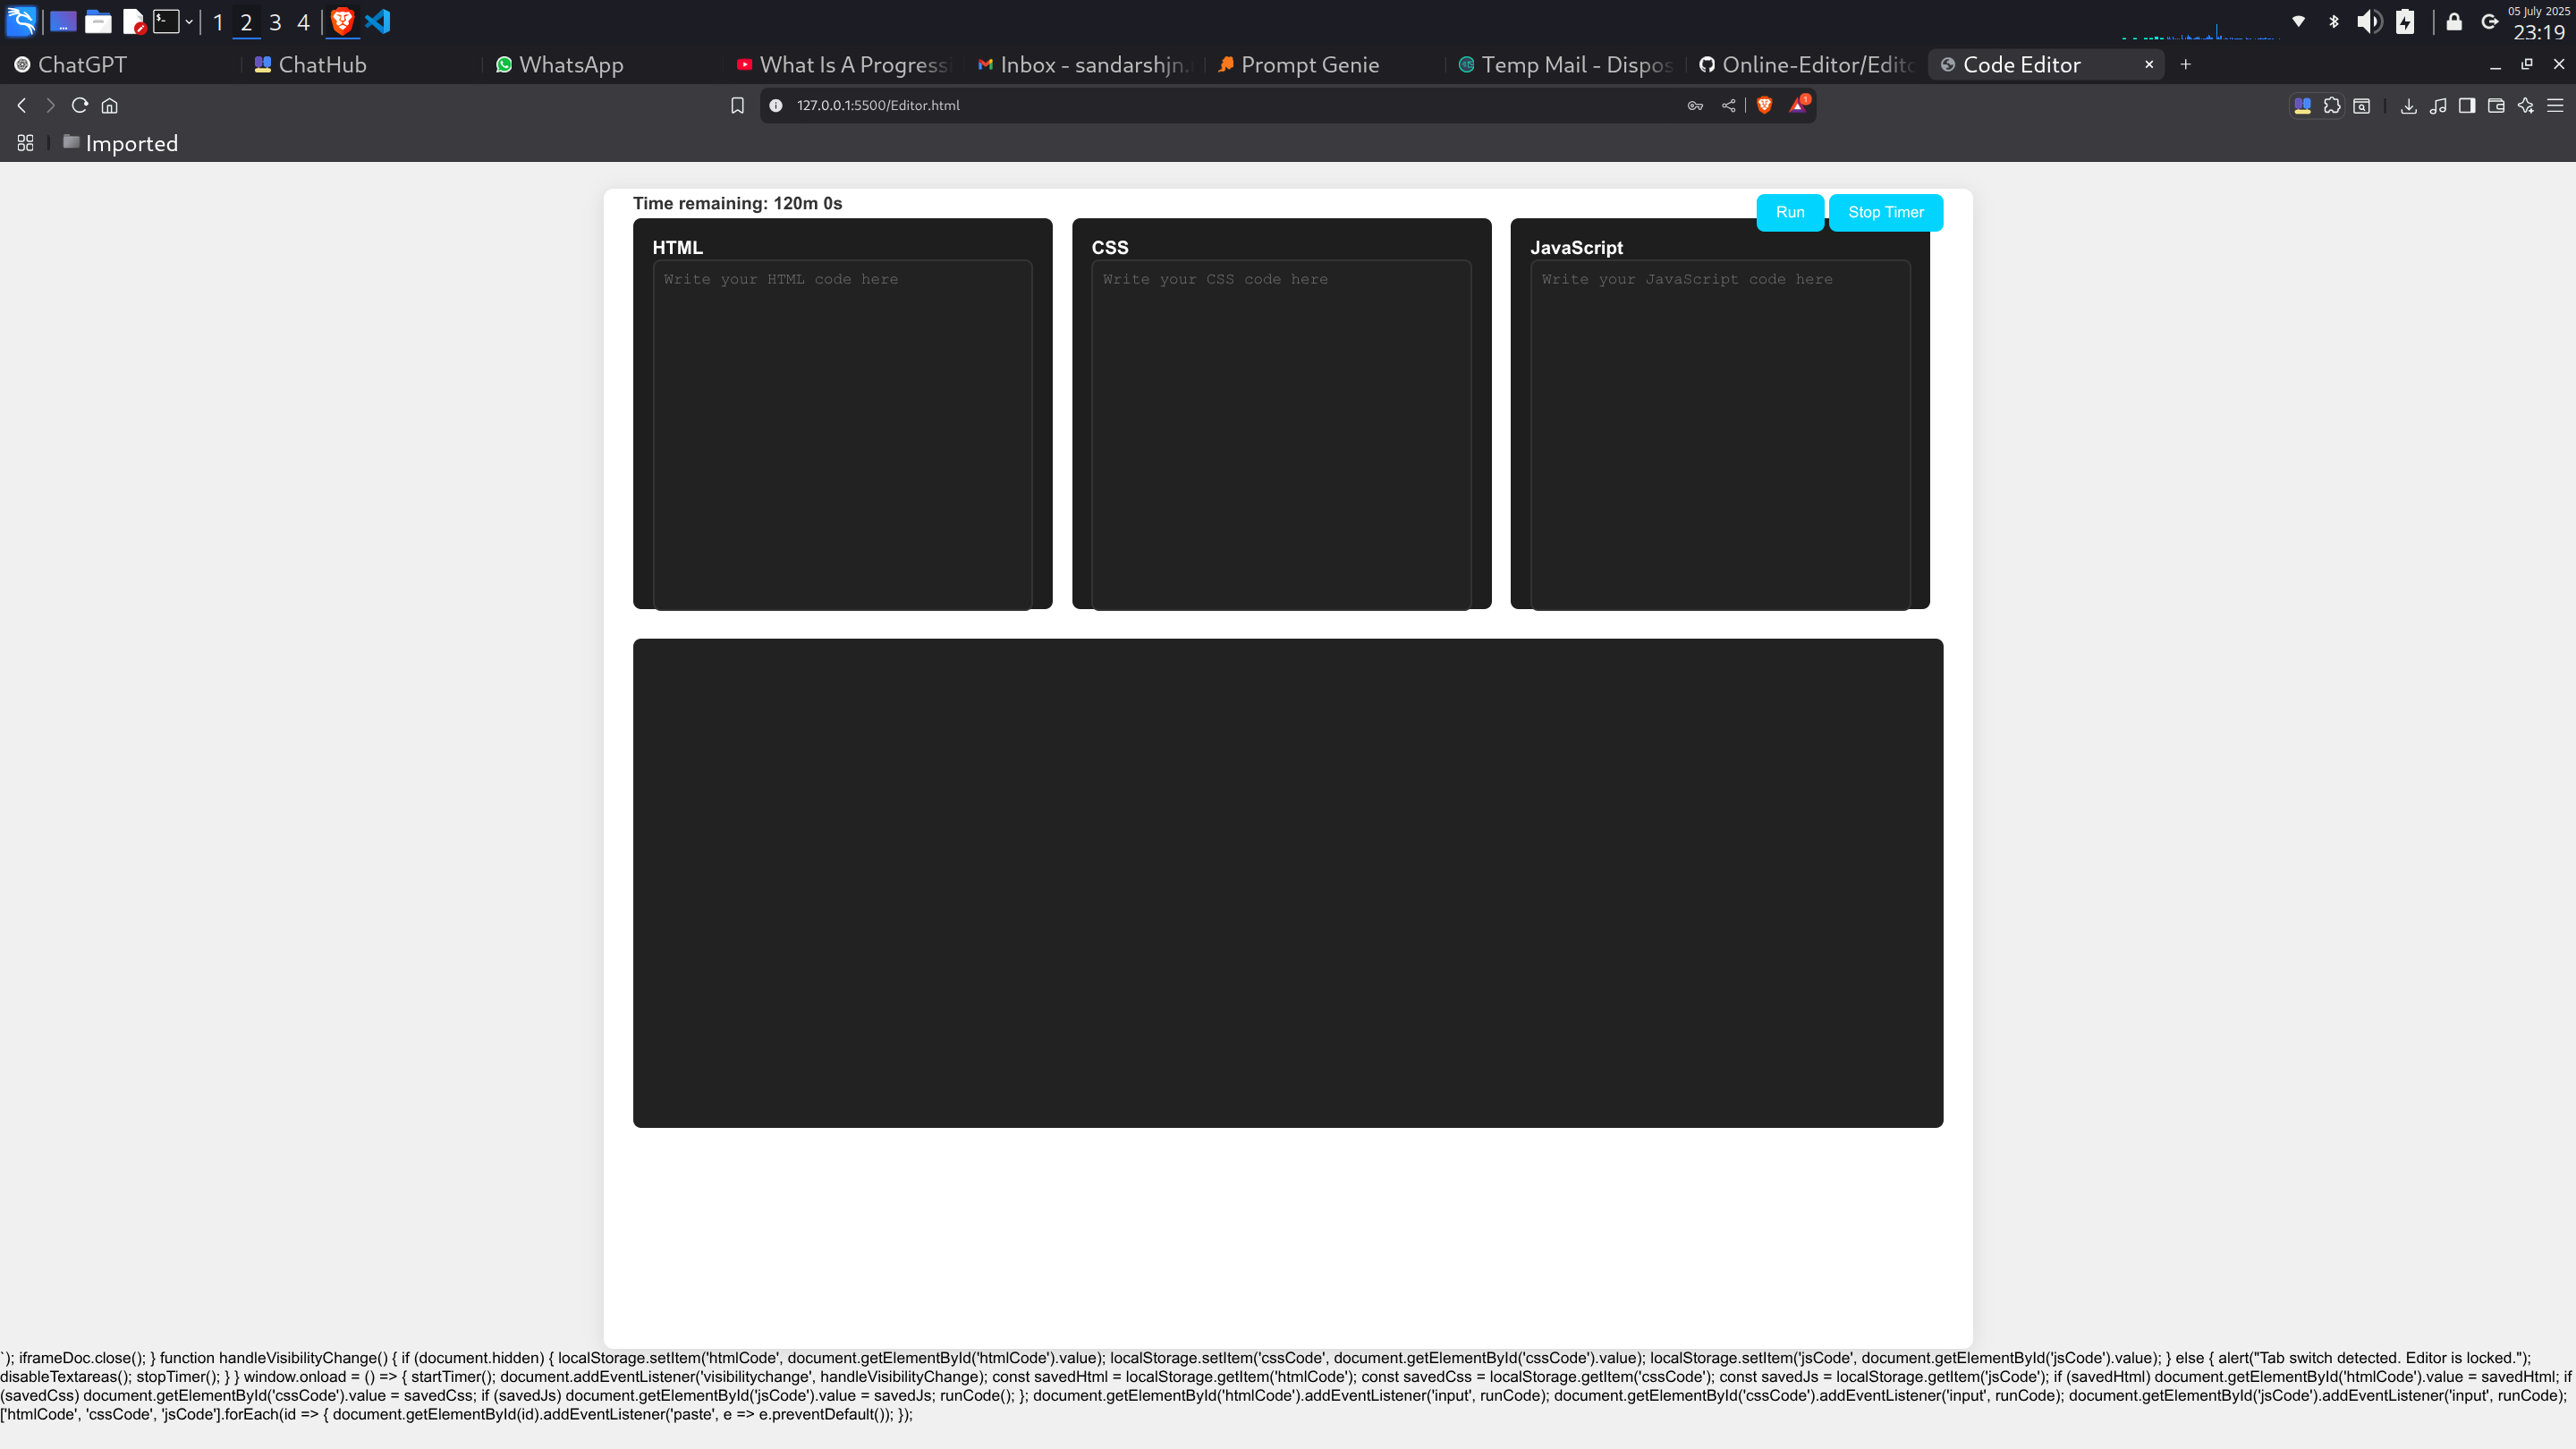 1 2 3 4
05 July 2025
23:19
ChatGPT
ChatHub
WhatsApp
What Is A Progressi
Inbox - sandarshjn.
Prompt Genie
Temp Mail - Dispos
Online-Editor/Edito
Code Editor
127.0.0.1:5500/Editor.html
1
Imported
Time remaining: 120m 0s
Run
Stop Timer
HTML
CSS
JavaScript
Write your HTML code here
Write your CSS code here
Write your JavaScript code here
`); iframeDoc.close(); } function handleVisibilityChange() { if (document.hidden) { localStorage.setItem('htmlCode', document.getElementById('htmlCode').value); localStorage.setItem('cssCode', document.getElementById('cssCode').value); localStorage.setItem('jsCode', document.getElementById('jsCode').value); } else { alert("Tab switch detected. Editor is locked.");
disableTextareas(); stopTimer(); } } window.onload = () => { startTimer(); document.addEventListener('visibilitychange', handleVisibilityChange); const savedHtml = localStorage.getItem('htmlCode'); const savedCss = localStorage.getItem('cssCode'); const savedJs = localStorage.getItem('jsCode'); if (savedHtml) document.getElementById('htmlCode').value = savedHtml; if
(savedCss) document.getElementById('cssCode').value = savedCss; if (savedJs) document.getElementById('jsCode').value = savedJs; runCode(); }; document.getElementById('htmlCode').addEventListener('input', runCode); document.getElementById('cssCode').addEventListener('input', runCode); document.getElementById('jsCode').addEventListener('input', runCode);
['htmlCode', 'cssCode', 'jsCode'].forEach(id => { document.getElementById(id).addEventListener('paste', e => e.preventDefault()); });